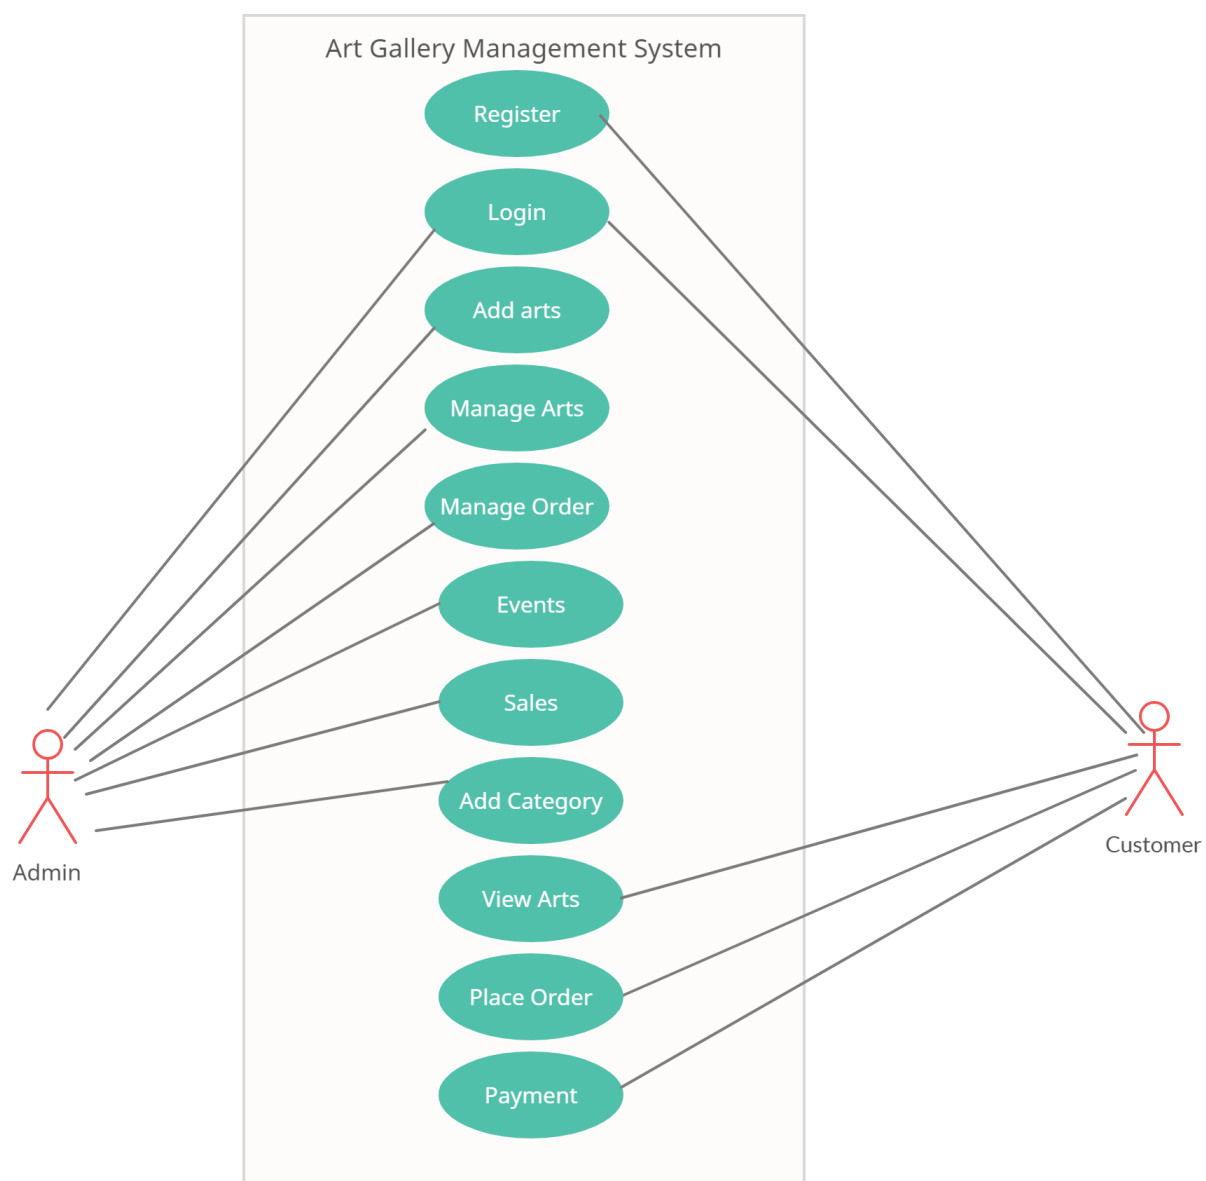 Art Gallery Management System
Register
Login
Add arts
Manage Arts
Manage Order
Events
Sales
Add Category
View Arts
Place Order
Payment
Admin
Customer